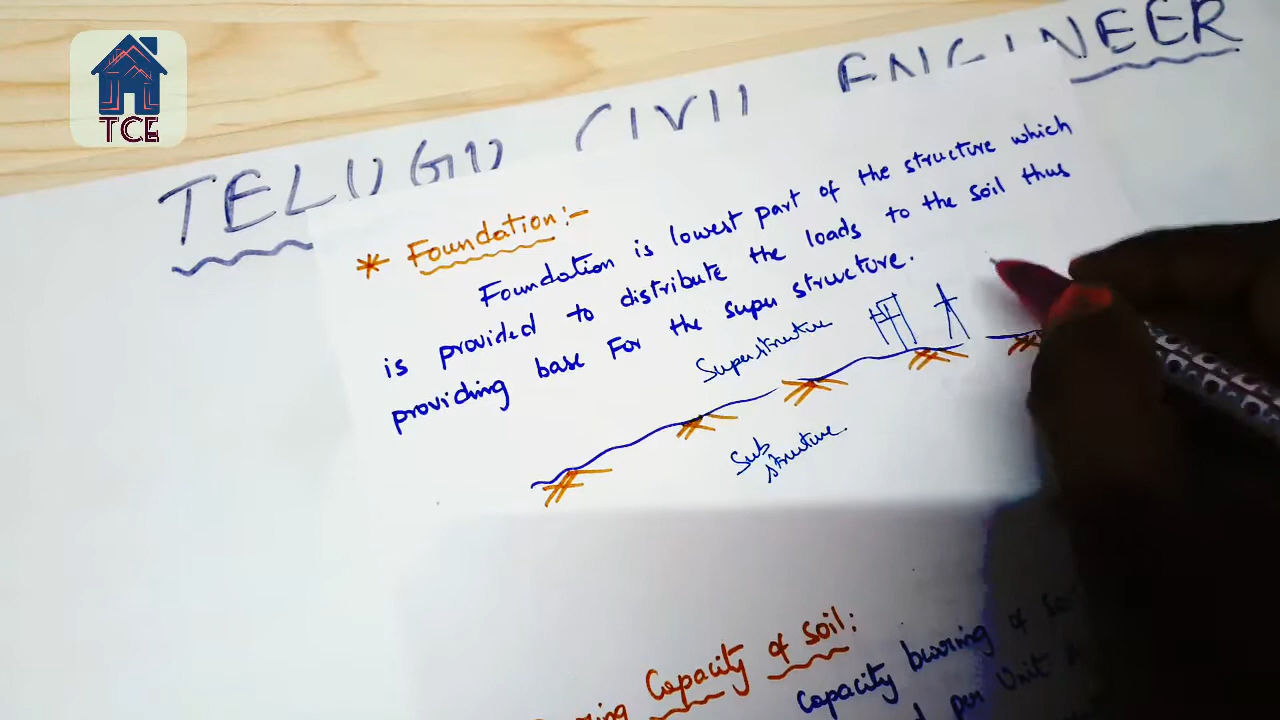 TCE
TELUGU CIVIL ENGINEER
* Foundation:-
Foundation is lowest part of the structure which
is provided to distribute the loads to the soil thus
providing base For the super structure.
Superstructure
Sub
structure.
Capacity of soil:
Capacity bearing of
per Unit